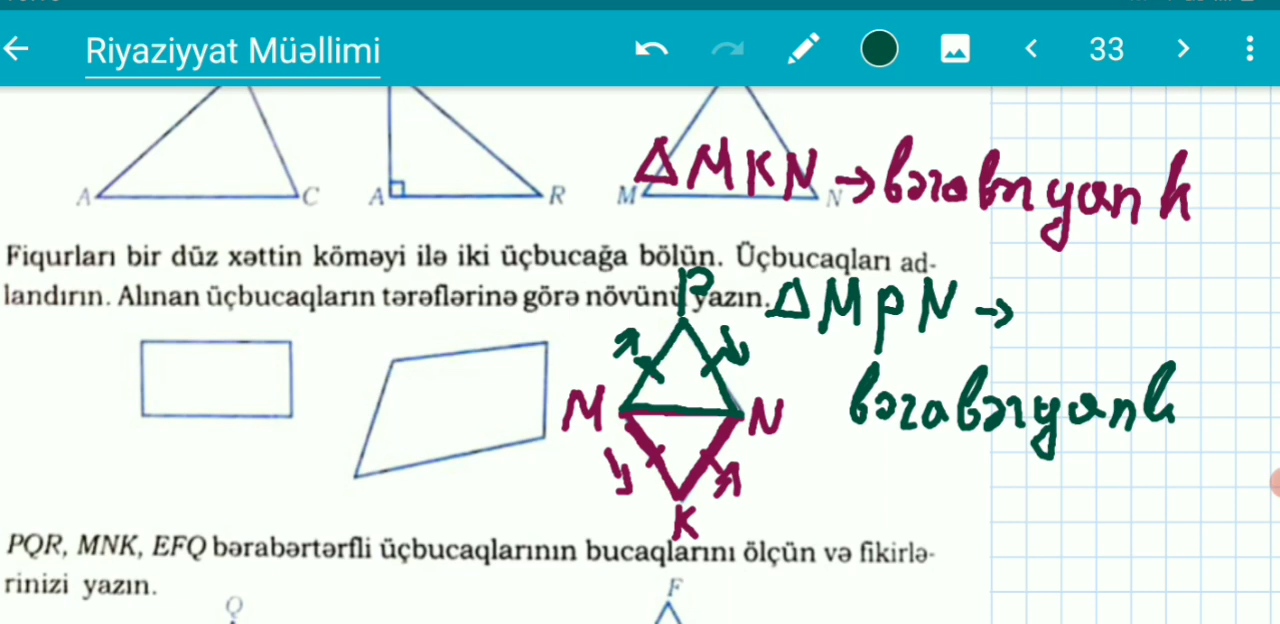 Riyaziyyat Müəllimi
33
A C A R M N
ΔMKN → bərabəryanlı
Fiqurları bir düz xəttin köməyi ilə iki üçbucağa bölün. Üçbucaqları ad-
landırın. Alınan üçbucaqların tərəflərinə görə növünü yazın.
P
ΔMPN →
bərabəryanlı
M N
K
PQR, MNK, EFQ bərabərtərfli üçbucaqlarının bucaqlarını ölçün və fikirlə-
rinizi yazın.
Q F